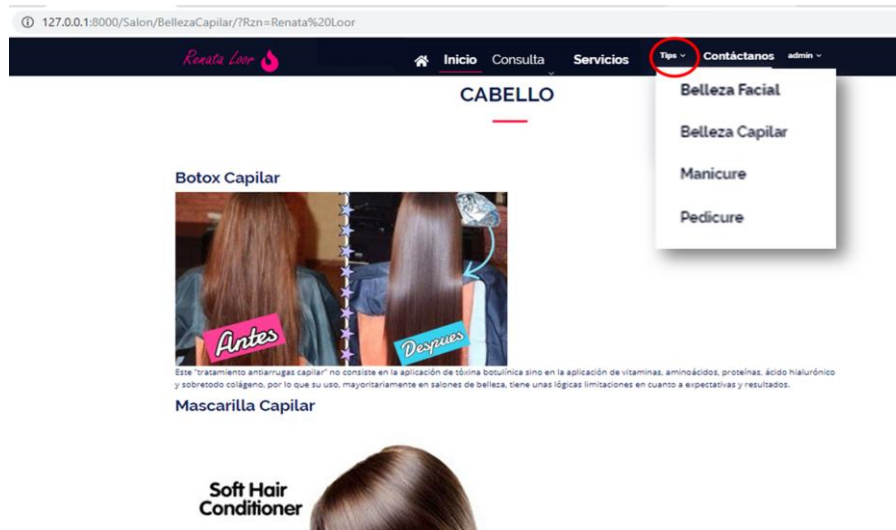 127.0.0.1:8000/Salon/BellezaCapilar/?Rzn=Renata%20Loor
Renata Loor Inicio Consulta Servicios Tips Contáctanos admin
Belleza Facial
Belleza Capilar
Manicure
Pedicure
CABELLO
Botox Capilar
Antes
Despues
Este "tratamiento antiarrugas capilar" no consiste en la aplicación de tóxina botulínica sino en la aplicación de vitaminas, aminoácidos, proteínas, ácido hialurónico
y sobretodo colágeno, por lo que su uso, mayoritariamente en salones de belleza, tiene unas lógicas limitaciones en cuanto a expectativas y resultados.
Mascarilla Capilar
Soft Hair
Conditioner